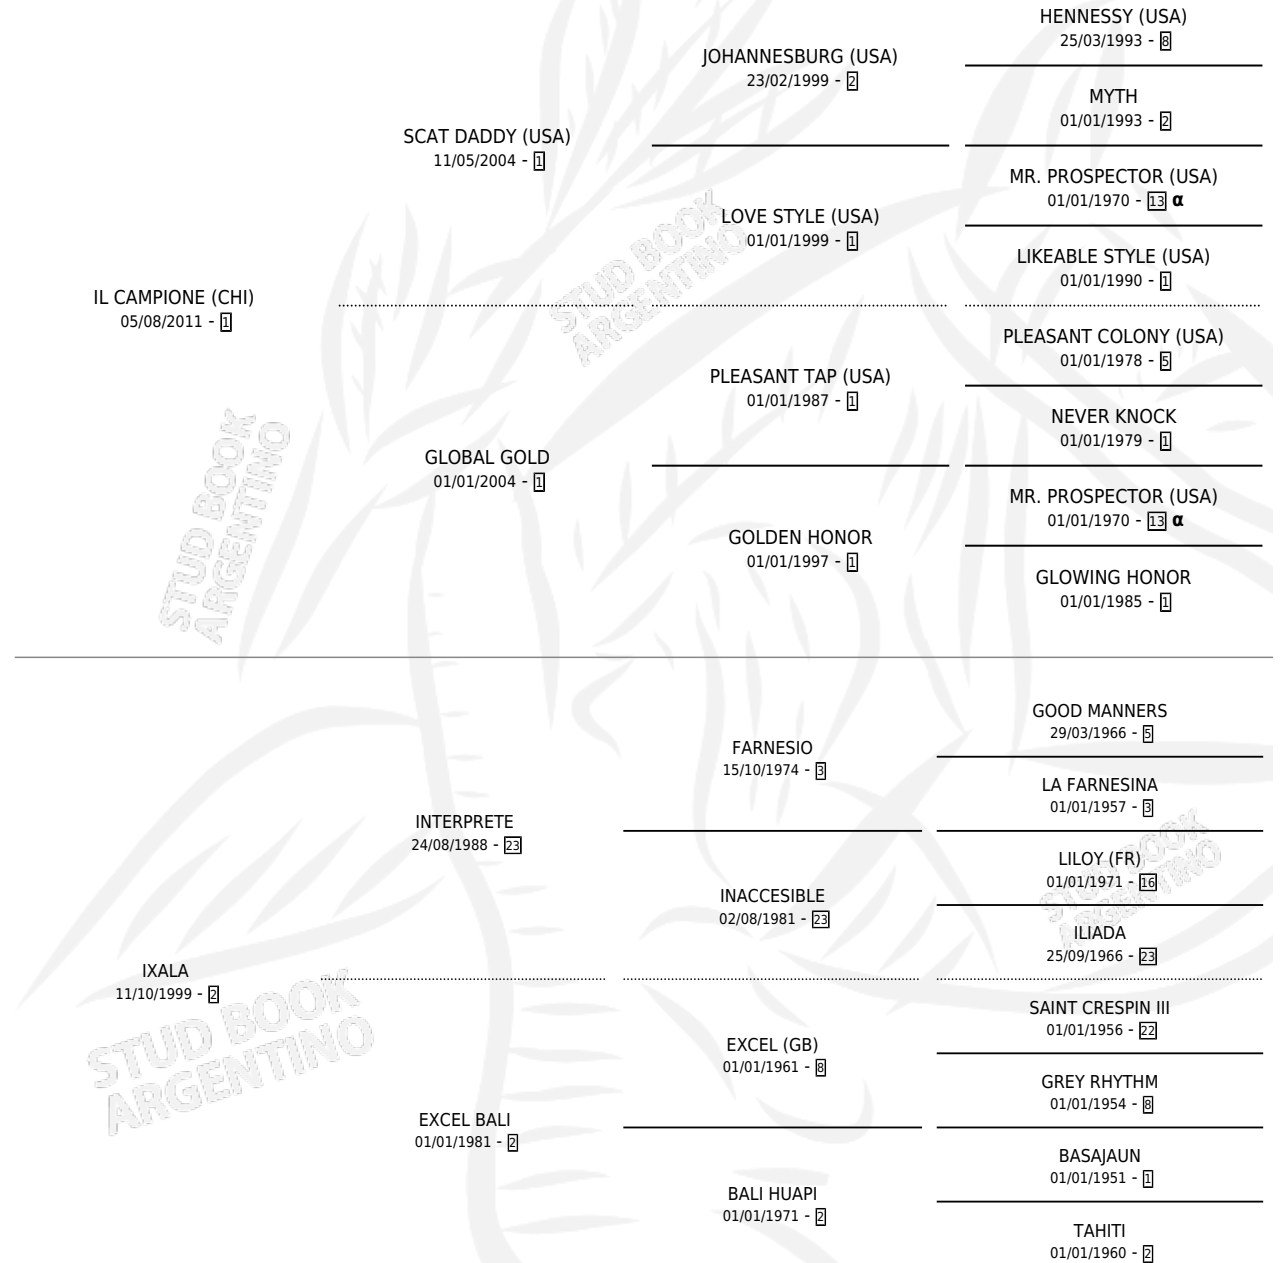 HENNESSY (USA)
25/03/1993 - 8
JOHANNESBURG (USA)
23/02/1999 - 2
MYTH
01/01/1993 - 2
SCAT DADDY (USA)
11/05/2004 - 1
MR. PROSPECTOR (USA)
01/01/1970 - 13 α
LOVE STYLE (USA)
01/01/1999 - 1
LIKEABLE STYLE (USA)
01/01/1990 - 1
IL CAMPIONE (CHI)
05/08/2011 - 1
PLEASANT COLONY (USA)
01/01/1978 - 5
PLEASANT TAP (USA)
01/01/1987 - 1
NEVER KNOCK
01/01/1979 - 1
GLOBAL GOLD
01/01/2004 - 1
MR. PROSPECTOR (USA)
01/01/1970 - 13 α
GOLDEN HONOR
01/01/1997 - 1
GLOWING HONOR
01/01/1985 - 1
GOOD MANNERS
29/03/1966 - 5
FARNESIO
15/10/1974 - 3
LA FARNESINA
01/01/1957 - 3
INTERPRETE
24/08/1988 - 23
LILOY (FR)
01/01/1971 - 16
INACCESIBLE
02/08/1981 - 23
ILIADA
25/09/1966 - 23
IXALA
11/10/1999 - 2
SAINT CRESPIN III
01/01/1956 - 22
EXCEL (GB)
01/01/1961 - 8
GREY RHYTHM
01/01/1954 - 8
EXCEL BALI
01/01/1981 - 2
BASAJAUN
01/01/1951 - 1
BALI HUAPI
01/01/1971 - 2
TAHITI
01/01/1960 - 2
STUD BOOK
ARGENTINO
STUD BOOK
ARGENTINO
STUD BOOK
ARGENTINO
STUD BOOK
ARGENTINO